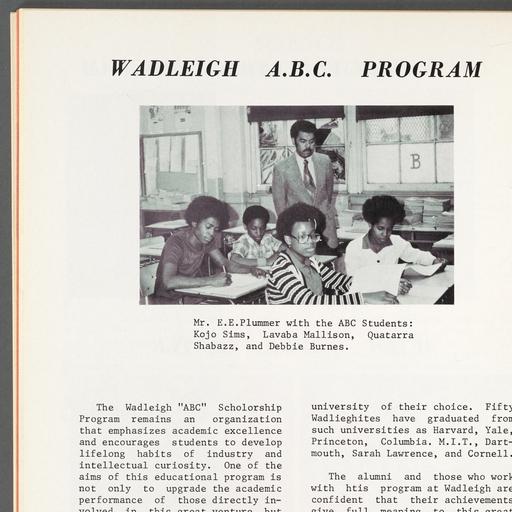 WADLEIGH A.B.C. PROGRAM
B
Mr. E.E.Plummer with the ABC Students:
Kojo Sims, Lavaba Mallison, Quatarra
Shabazz, and Debbie Burnes.
The Wadleigh "ABC" Scholorship
Program remains an organization
that emphasizes academic excellence
and encourages students to develop
lifelong habits of industry and
intellectual curiosity. One of the
aims of this educational program is
not only to upgrade the academic
performance of those directly in-
volved in this great venture but
university of their choice. Fifty
Wadlieghites have graduated from
such universities as Harvard, Yale,
Princeton, Columbia. M.I.T., Dart-
mouth, Sarah Lawrence, and Cornell.
The alumni and those who work
with htis program at Wadleigh are
confident that their achievements
give full meaning to this great